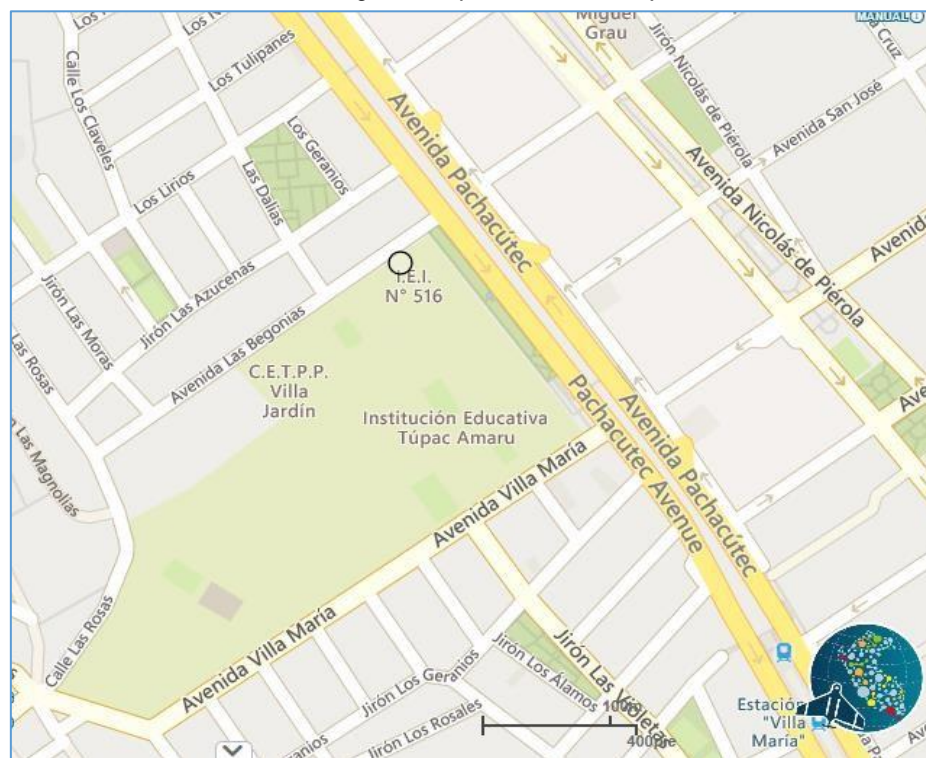 Miguel
Grau
MANUAL
Los Tulipanes
Calle Los Claveles
Los Geranios
Las Dalias
Los Lirios
Avenida Pachacútec
Jirón Nicolás de Piérola
Avenida San José
Avenida Nicolás de Piérola
Avenida
I.E.I.
N° 516
Jirón Las Azucenas
Avenida Las Begonias
Jirón Las Moras
Las Rosas
Las Magnolias
C.E.T.P.P.
Villa
Jardín
Institución Educativa
Túpac Amaru
Avenida Villa María
Pachacutec Avenue
Avenida Pachacútec
Calle Las Rosas
Avenida Villa María
Jirón Los Geranios
Jirón Los Álamos
Jirón Los Rosales
Jirón Las Violetas
100m
Estación
"Villa
María"